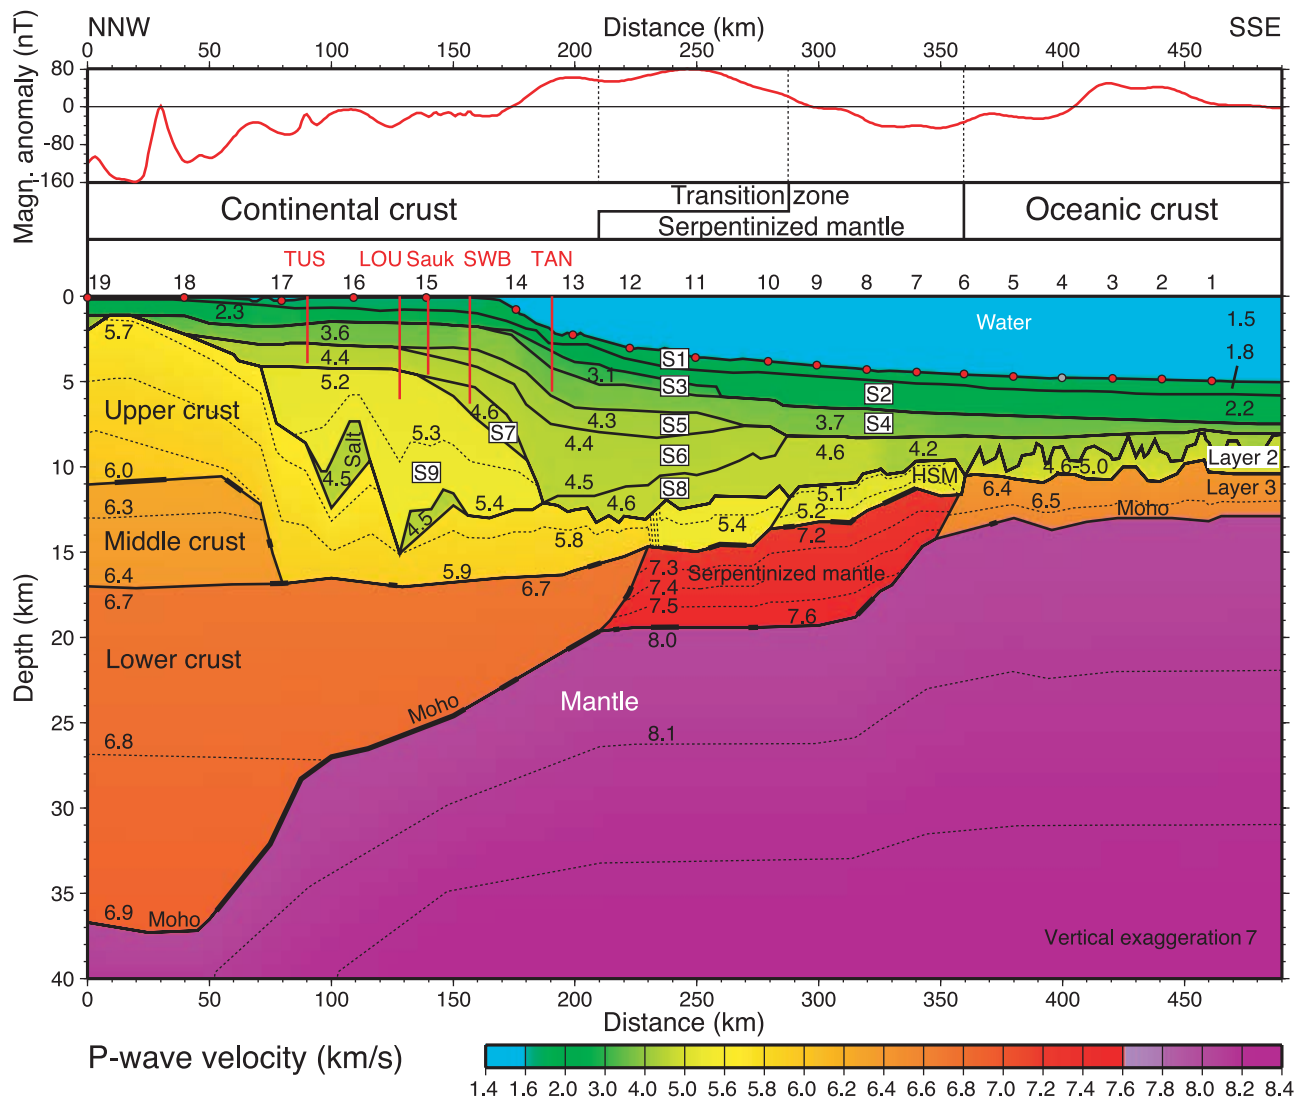 NNW Distance (km) SSE
0 50 100 150 200 250 300 350 400 450
Magn. anomaly (nT)
80
0
-80
-160
Continental crust
Transition zone
Serpentinized mantle
Oceanic crust
TUS LOU Sauk SWB TAN
19 18 17 16 15 14 13 12 11 10 9 8 7 6 5 4 3 2 1
Depth (km)
0
5
10
15
20
25
30
35
40
Water
1.5
1.8
2.2
2.3
3.6
4.4
5.2
5.7
S1
3.1
S3
S2
3.7
S4
4.3
S5
4.6
S7
4.4
S6
4.6
4.2
Upper crust
5.3
Salt
4.5
S9
4.5
S8
4.6
4.5
5.4
HSM
4.6-5.0
Layer 2
Layer 3
6.0
6.3
Middle crust
6.4
6.7
5.8
5.9
6.7
5.4
5.1
5.2
7.2
6.4
6.5
Moho
7.3
Serpentinized mantle
7.4
7.5
7.6
8.0
Lower crust
Moho
Mantle
8.1
6.8
6.9
Moho
Vertical exaggeration 7
0 50 100 150 200 250 300 350 400 450
Distance (km)
P-wave velocity (km/s)
1.4 1.6 2.0 3.0 4.0 5.0 5.6 5.8 6.0 6.2 6.4 6.6 6.8 7.0 7.2 7.4 7.6 7.8 8.0 8.2 8.4